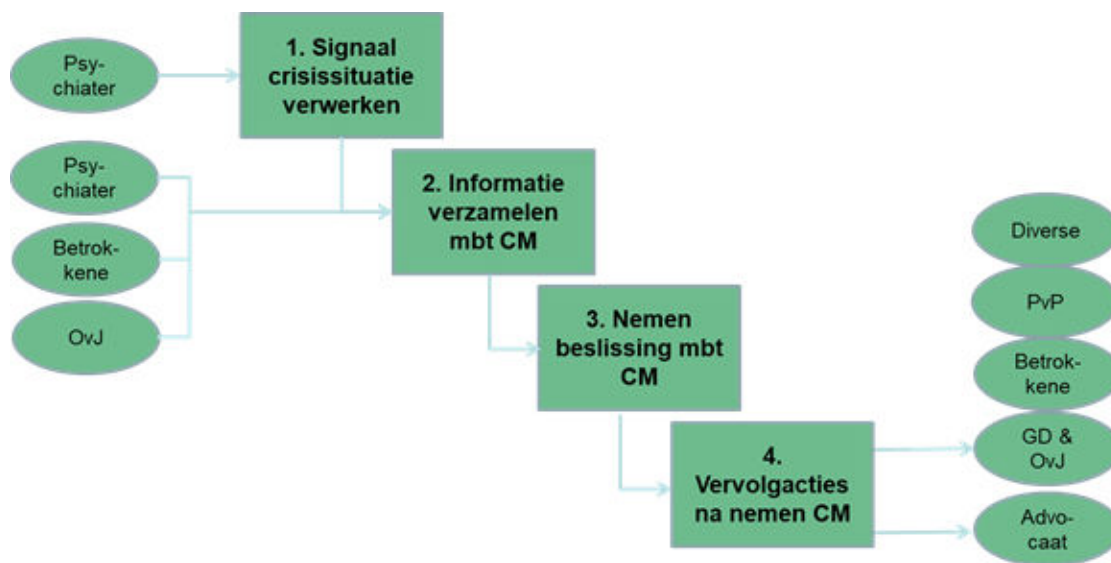 Psy-
chiater
1. Signaal
crisissituatie
verwerken
Psy-
chiater
Betrok-
kene
OvJ
2. Informatie
verzamelen
mbt CM
3. Nemen
beslissing mbt
CM
4.
Vervolgacties
na nemen CM
Diverse
PvP
Betrok-
kene
GD &
OvJ
Advo-
caat